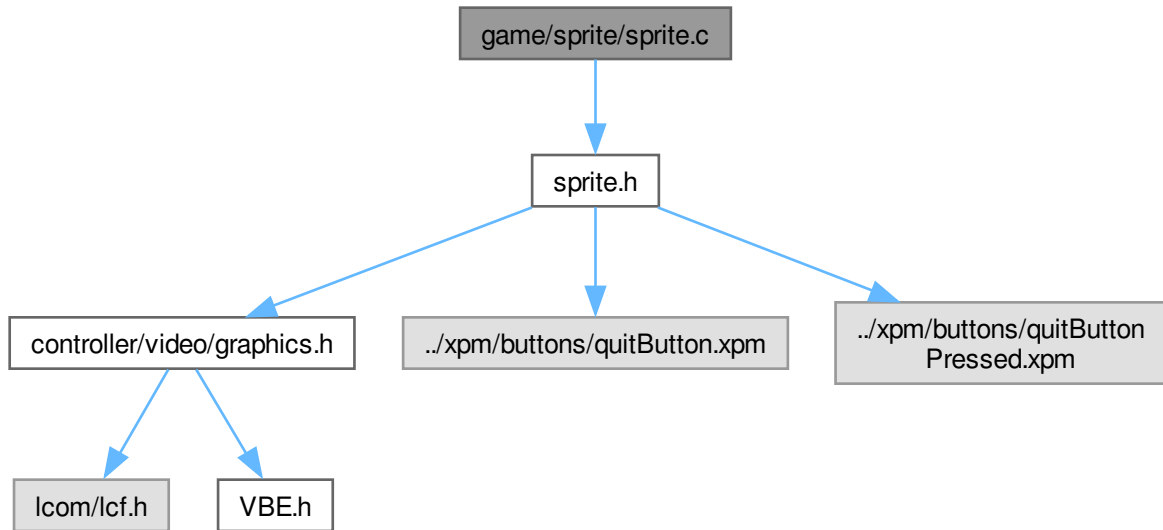 game/sprite/sprite.c
sprite.h
controller/video/graphics.h
../xpm/buttons/quitButton.xpm
../xpm/buttons/quitButton
Pressed.xpm
lcom/lcf.h
VBE.h